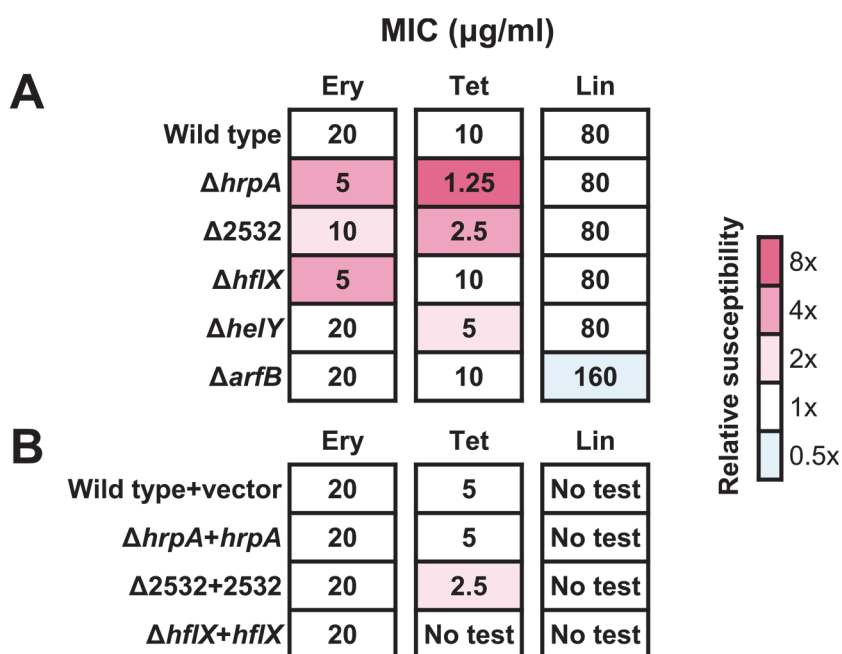 MIC (µg/ml)
A
Ery Tet Lin
Wild type 20 10 80
ΔhrpA 5 1.25 80
Δ2532 10 2.5 80
ΔhflX 5 10 80
ΔhelY 20 5 80
ΔarfB 20 10 160
Relative susceptibility
8x
4x
2x
1x
0.5x
B
Ery Tet Lin
Wild type+vector 20 5 No test
ΔhrpA+hrpA 20 5 No test
Δ2532+2532 20 2.5 No test
ΔhflX+hflX 20 No test No test